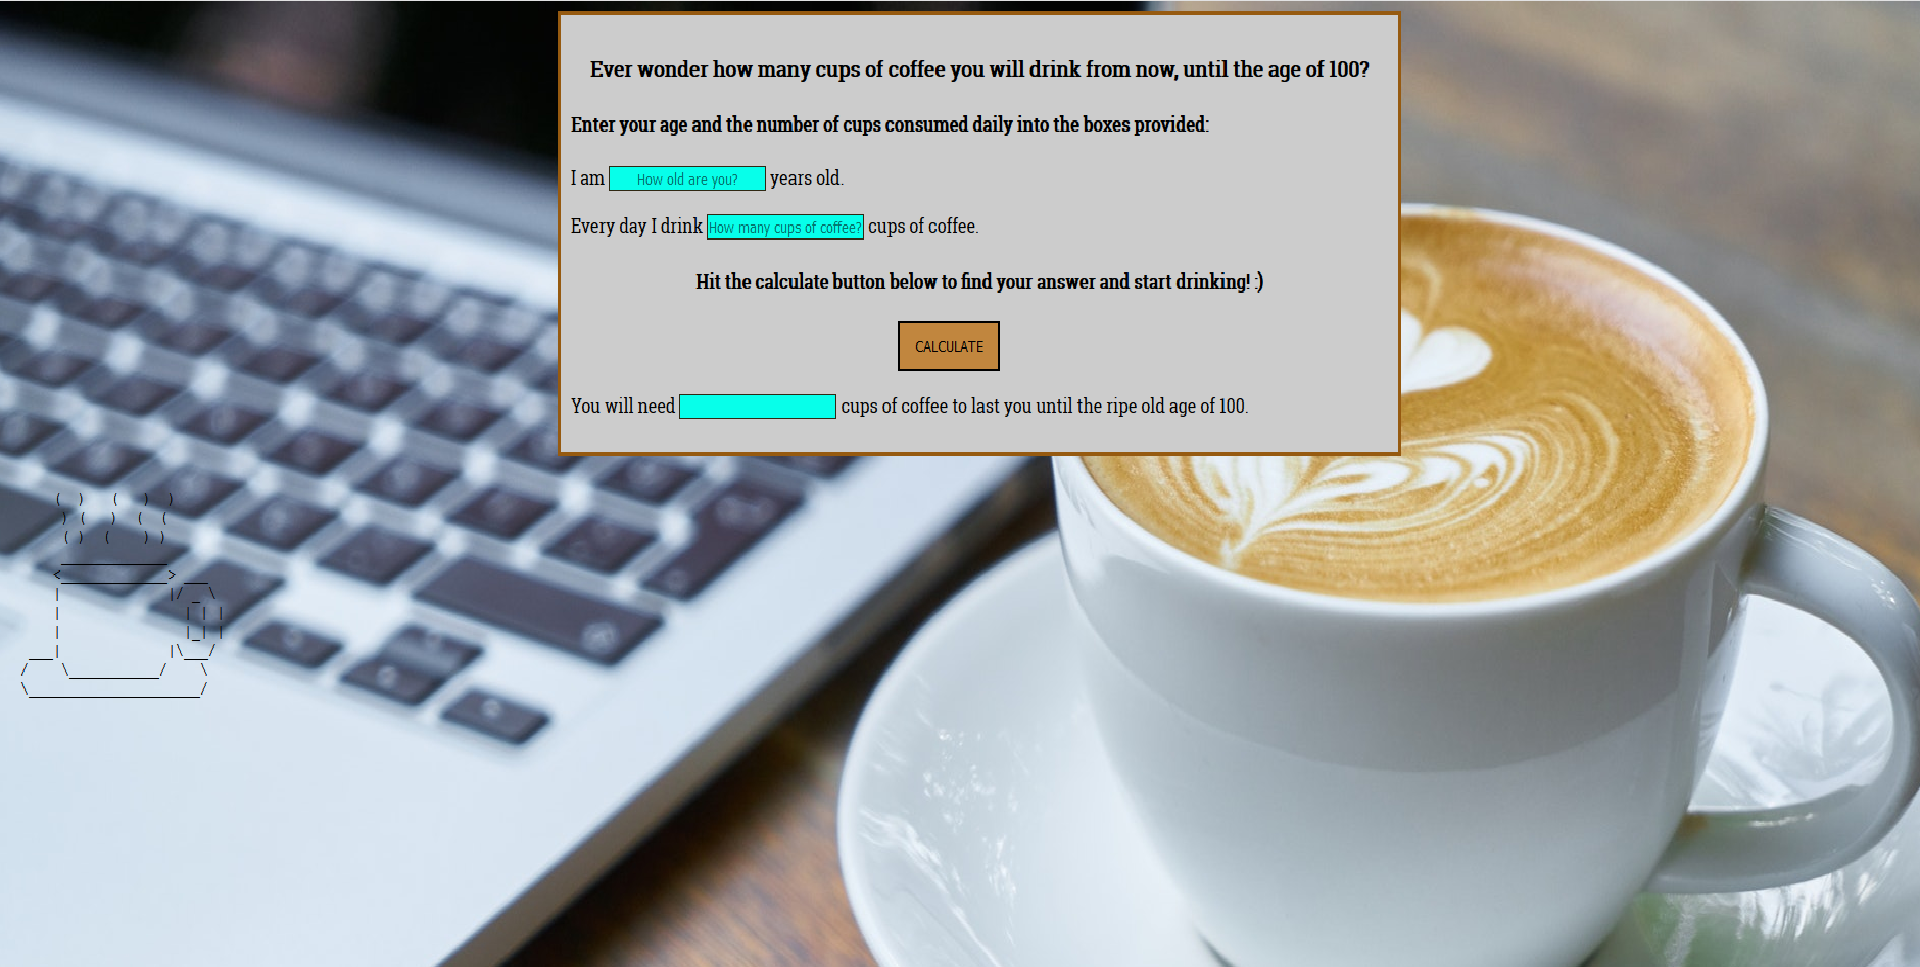 Ever wonder how many cups of coffee you will drink from now, until the age of 100?
Enter your age and the number of cups consumed daily into the boxes provided:
I am How old are you? years old.
Every day I drink How many cups of coffee? cups of coffee.
Hit the calculate button below to find your answer and start drinking! :)
CALCULATE
You will need cups of coffee to last you until the ripe old age of 100.